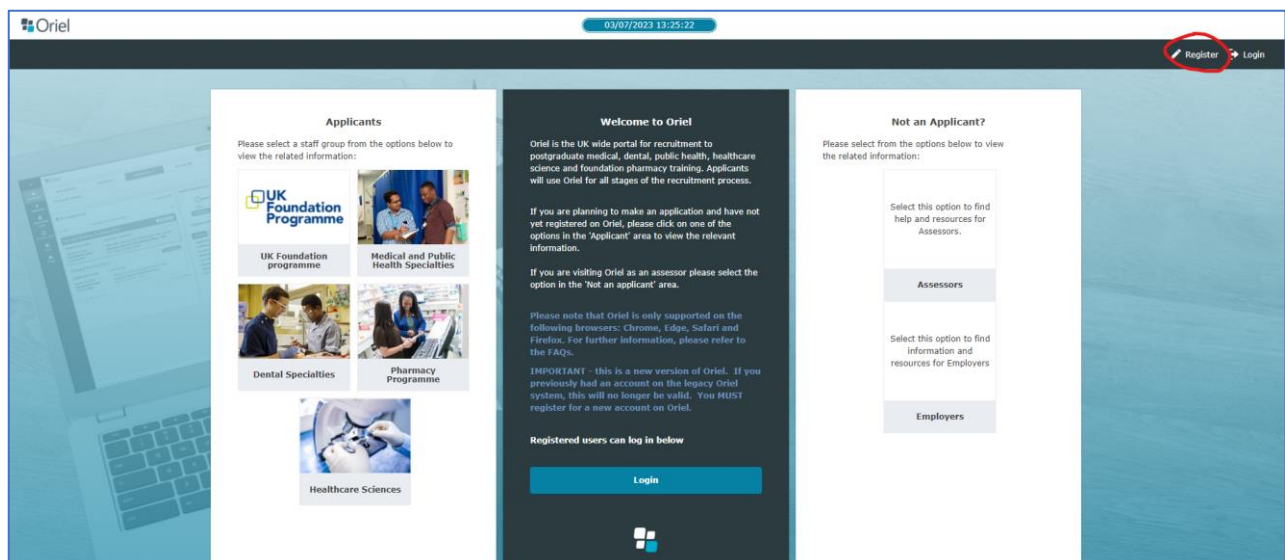 Oriel
03/07/2023 13:25:22
Register
Login
Applicants
Please select a staff group from the options below to
view the related information:
UK
Foundation
Programme
UK Foundation
programme
Medical and Public
Health Specialties
Dental Specialties
Pharmacy
Programme
Healthcare Sciences
Welcome to Oriel
Oriel is the UK wide portal for recruitment to
postgraduate medical, dental, public health, healthcare
science and foundation pharmacy training. Applicants
will use Oriel for all stages of the recruitment process.
If you are planning to make an application and have not
yet registered on Oriel, please click on one of the
options in the 'Applicant' area to view the relevant
information.
If you are visiting Oriel as an assessor please select the
option in the 'Not an applicant' area.
Please note that Oriel is only supported on the
following browsers: Chrome, Edge, Safari and
Firefox. For further information, please refer to
the FAQs.
IMPORTANT - this is a new version of Oriel. If you
previously had an account on the legacy Oriel
system, this will no longer be valid. You MUST
register for a new account on Oriel.
Registered users can log in below
Login
Not an Applicant?
Please select from the options below to view
the related information:
Select this option to find
help and resources for
Assessors.
Assessors
Select this option to find
information and
resources for Employers
Employers